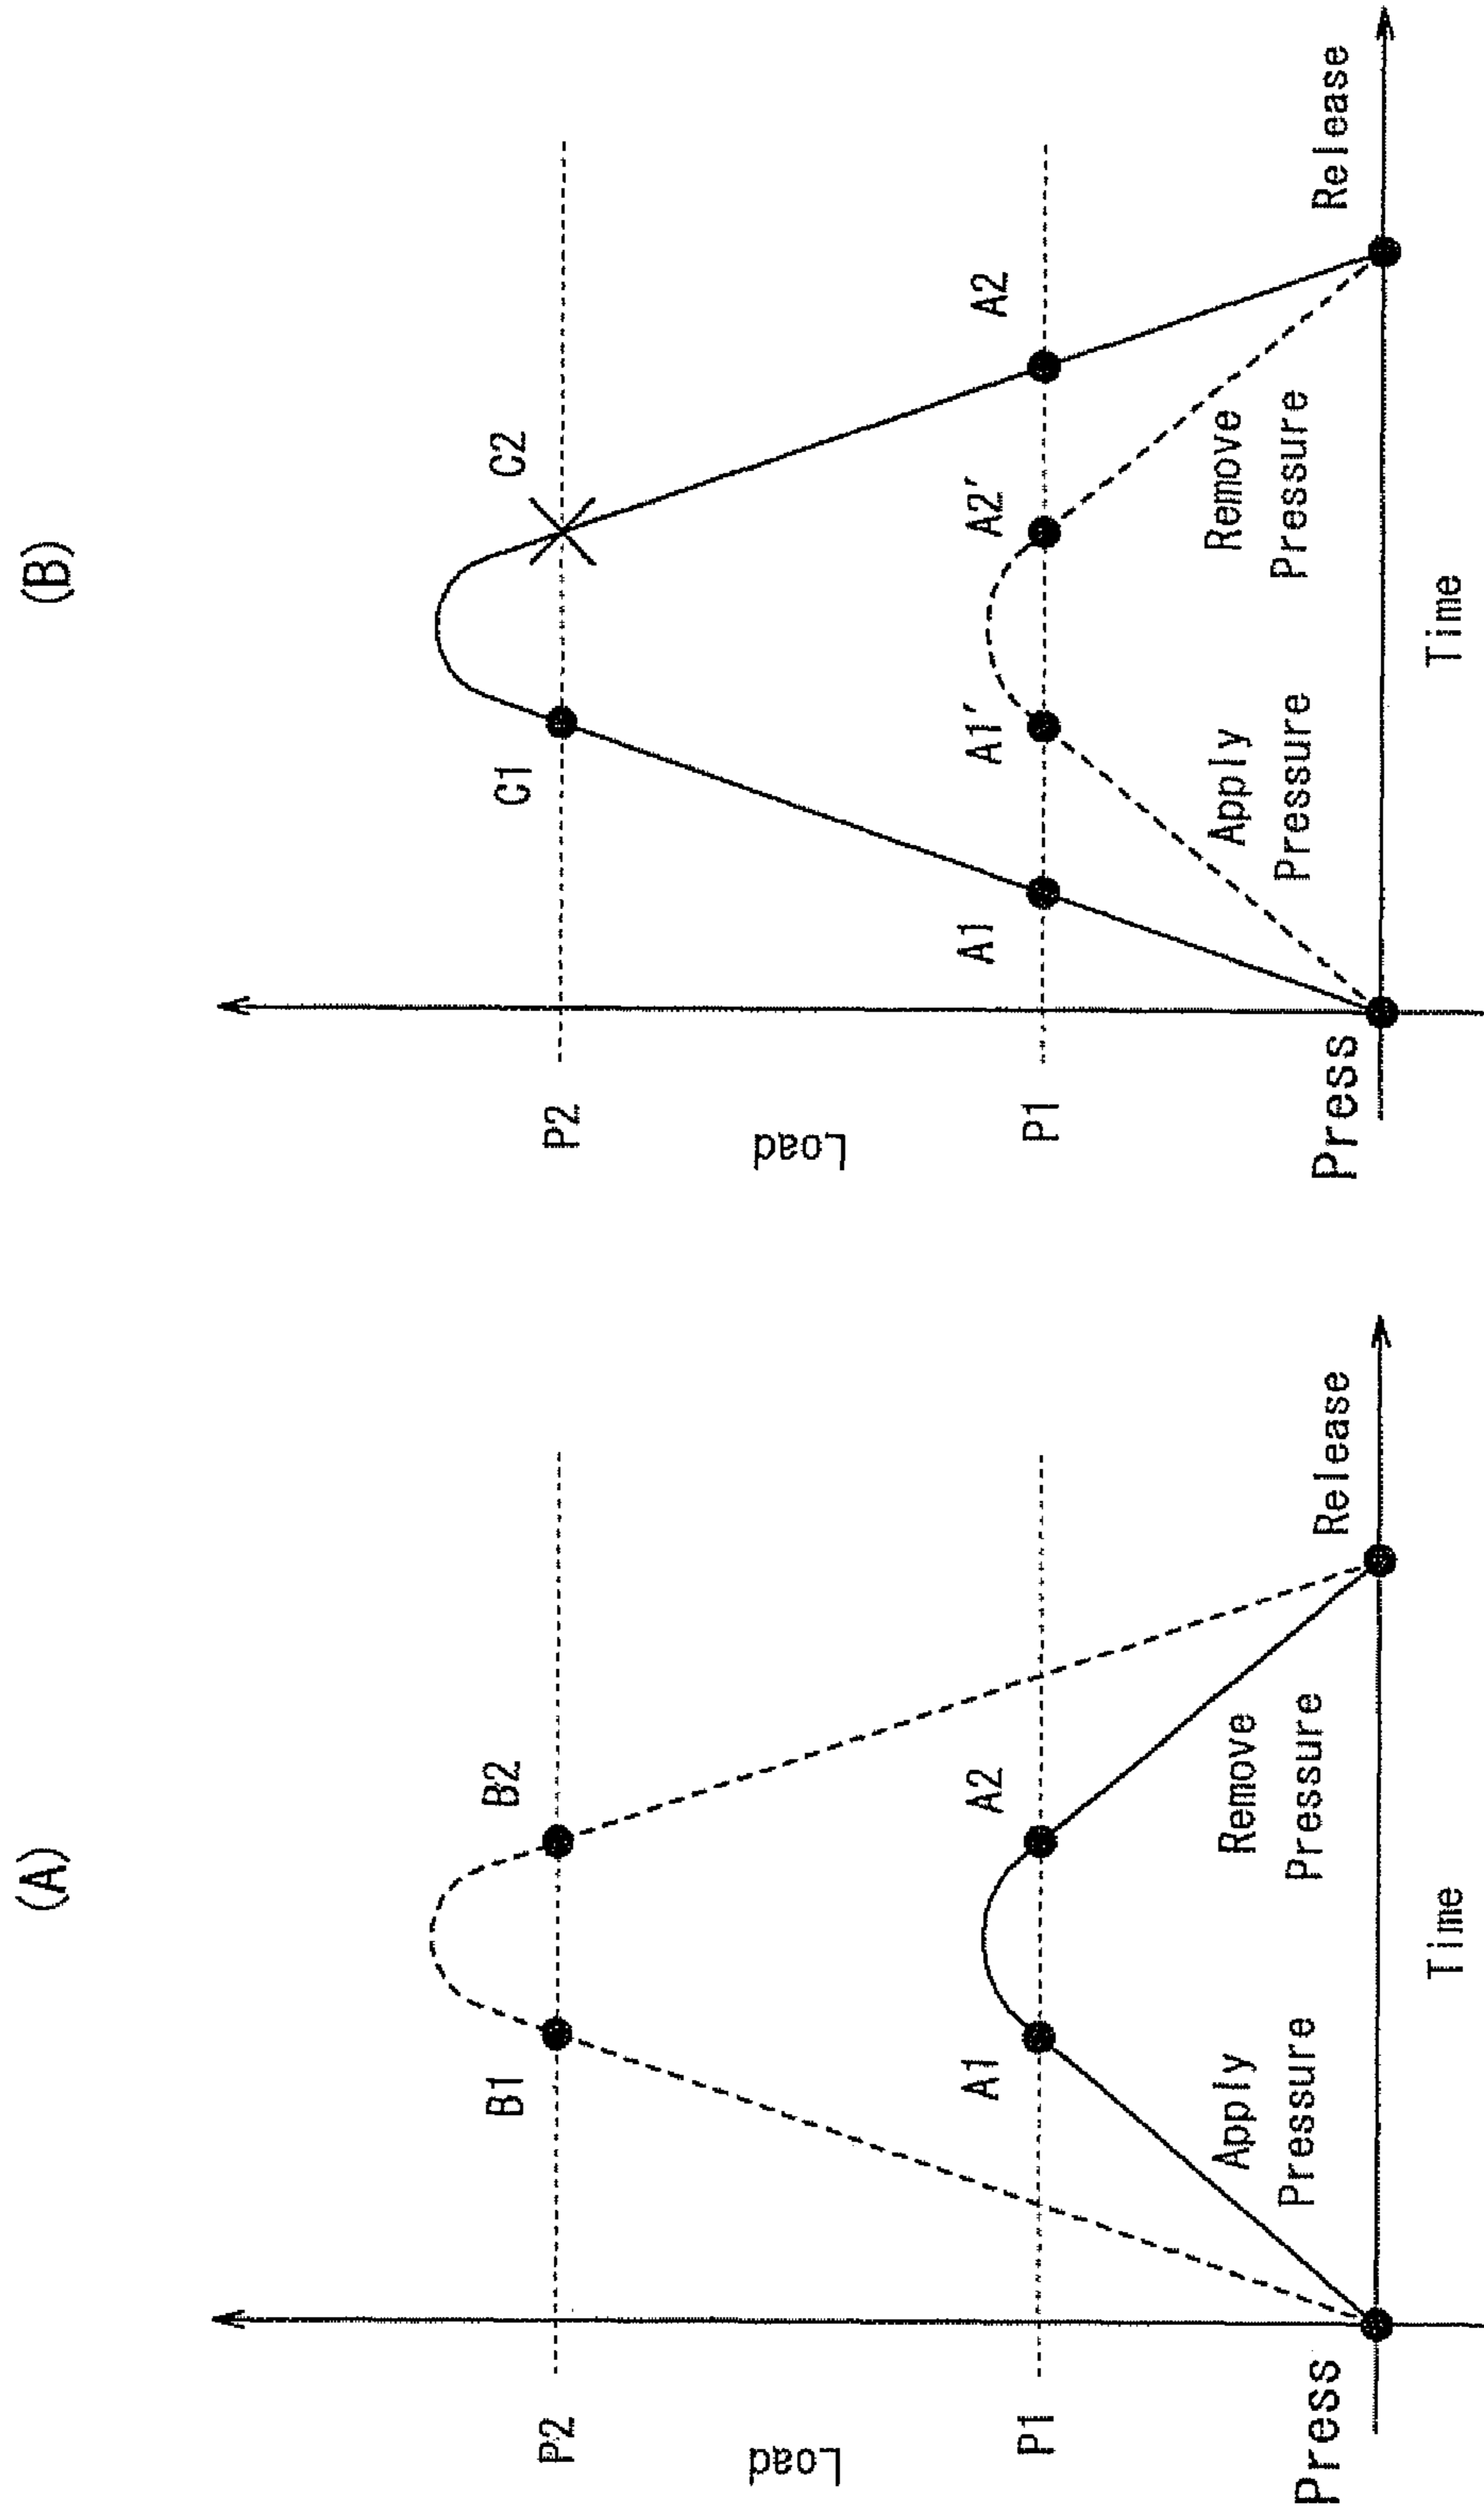 (A)
P2
B1
B2
Load
P1
A1
A2
Apply
Pressure
Remove
Pressure
Press
Release
Time
(B)
P2
C1
C2
Load
P1
A1
A1′
A2′
A2
Apply
Pressure
Remove
Pressure
Press
Release
Time